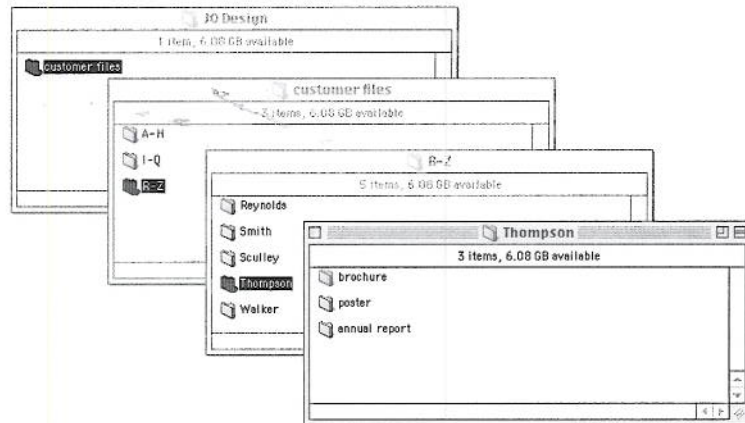 JO Design
1 item, 6.08 GB available
customer files
customer files
3 items, 6.08 GB available
A-H
I-Q
R-Z
R-Z
5 items, 6.08 GB available
Reynolds
Smith
Sculley
Thompson
Walker
Thompson
3 items, 6.08 GB available
brochure
poster
annual report